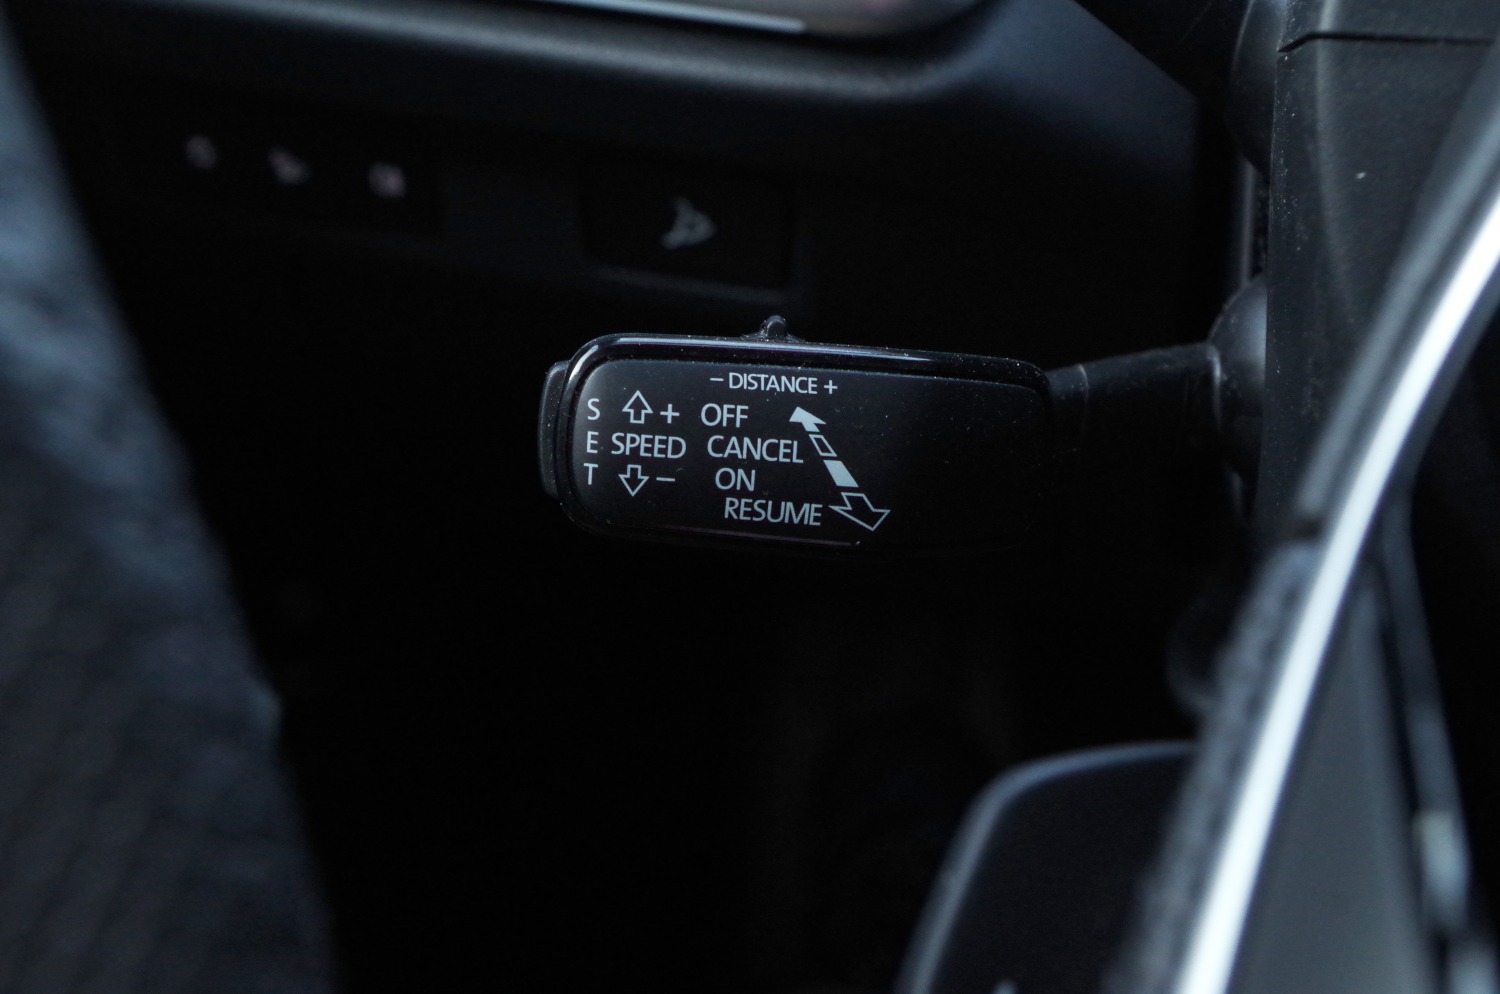 – DISTANCE +
S + OFF
E SPEED CANCEL
T – ON
RESUME